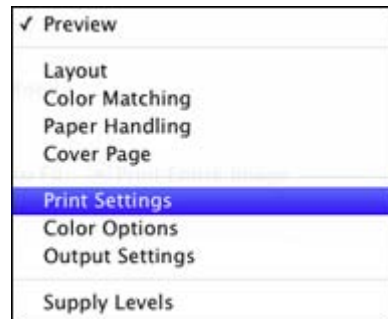 ✓ Preview
Layout
Color Matching
Paper Handling
Cover Page
Print Settings
Color Options
Output Settings
Supply Levels